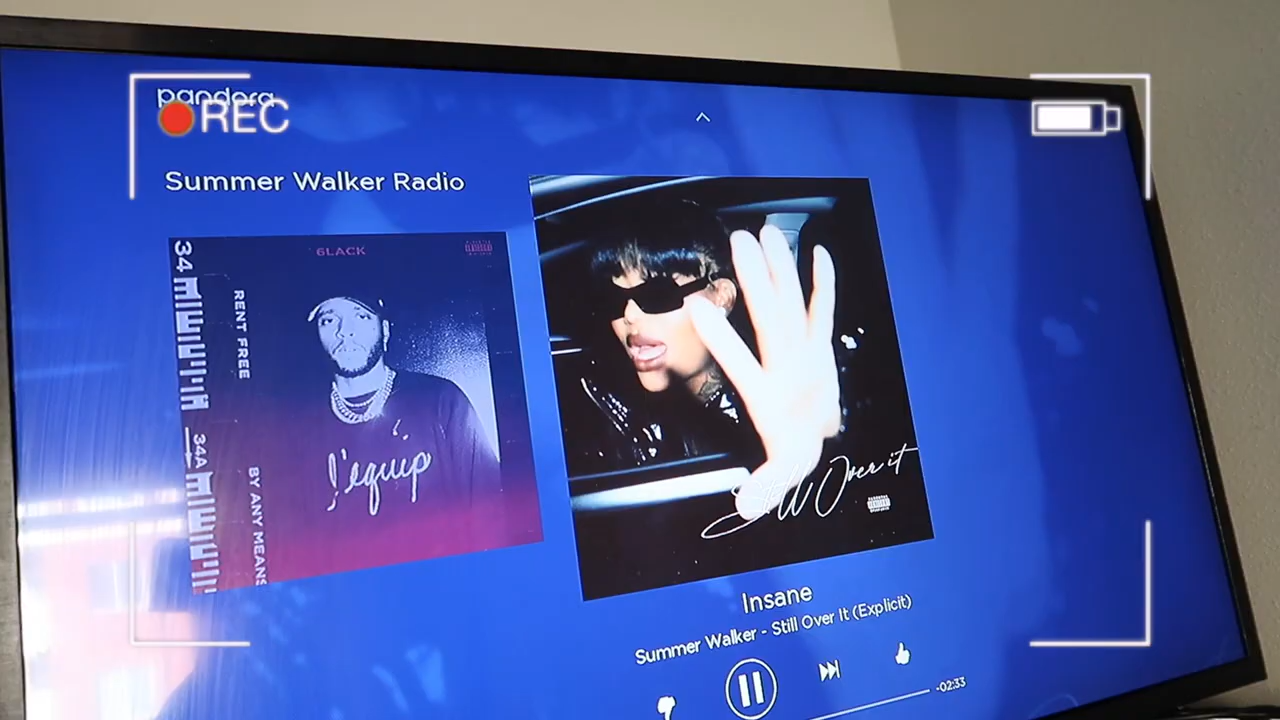 pandora
REC
Summer Walker Radio
6LACK
34
RENT FREE
34A
BY ANY MEANS
l'equip
Still Over it
Insane
Summer Walker - Still Over It (Explicit)
-02:33